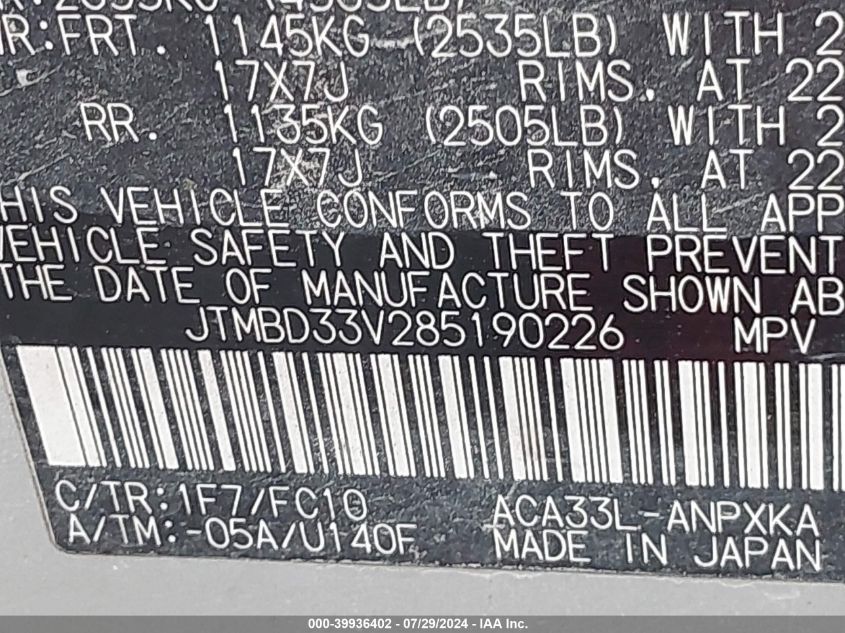 HR:FRT. 1145KG (2535LB) WITH 2
17X7J RIMS, AT 22
RR. 1135KG (2505LB) WITH 2
17X7J RIMS, AT 22
HIS VEHICLE CONFORMS TO ALL APP
VEHICLE SAFETY AND THEFT PREVENT
THE DATE OF MANUFACTURE SHOWN AB
JTMBD33V285190226 MPV
C/TR:1F7/FC10 ACA33L-ANPXKA
A/TM:-05A/U140F MADE IN JAPAN
000-39936402 - 07/29/2024 - IAA Inc.